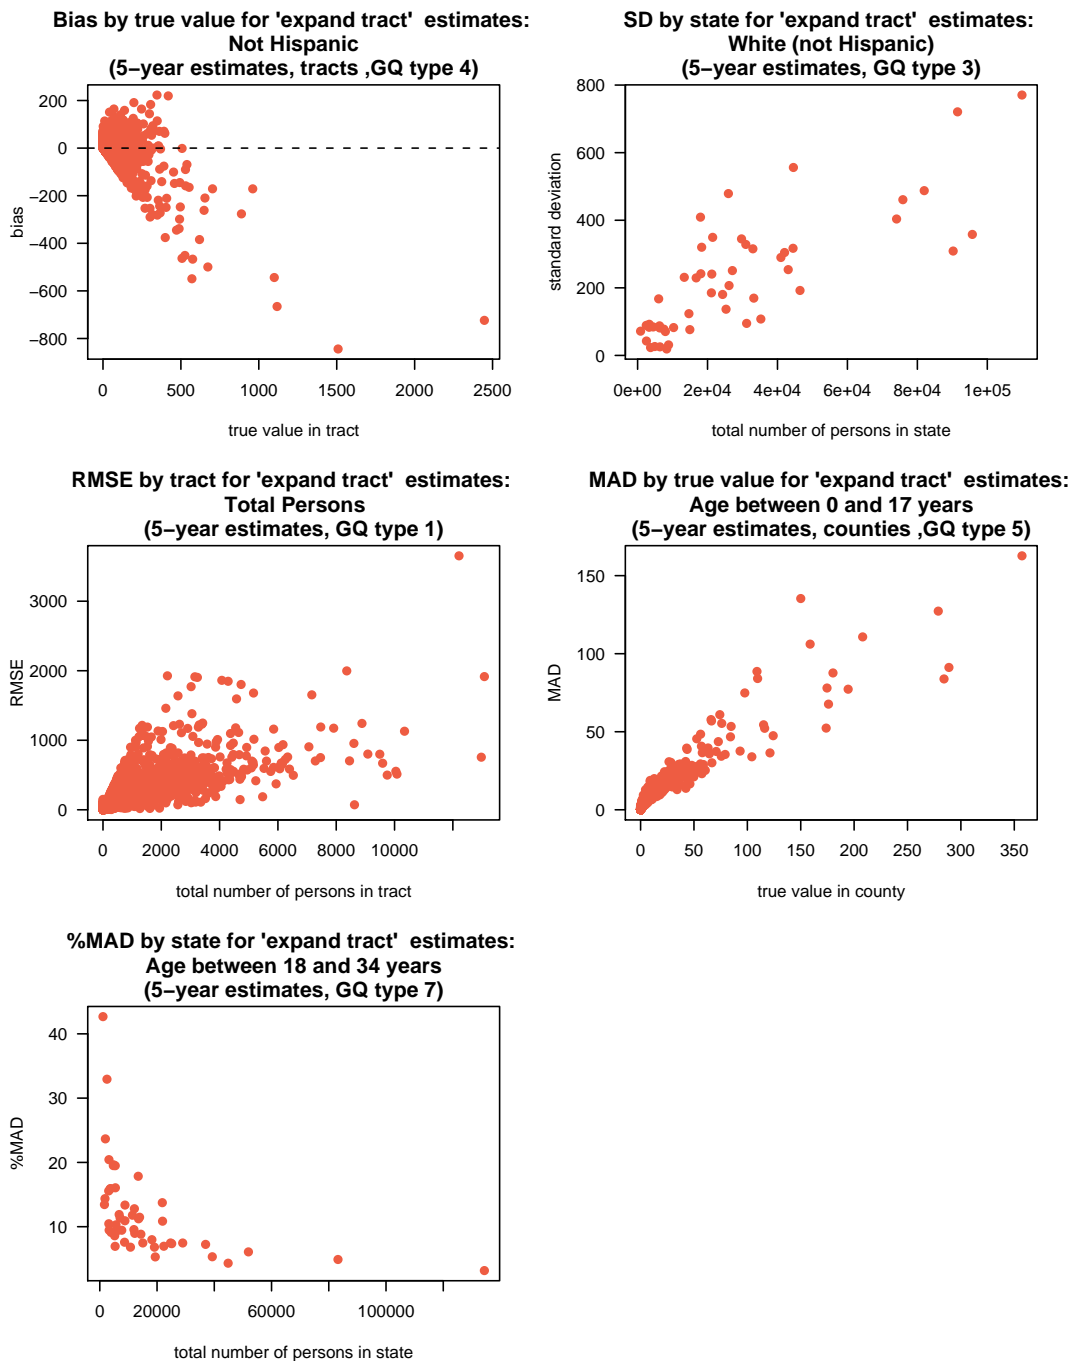 Bias by true value for 'expand tract'  estimates:
Not Hispanic
(5−year estimates, tracts ,GQ type 4)
200
0
−200
−400
−600
−800
bias
0 500 1000 1500 2000 2500
true value in tract
SD by state for 'expand tract'  estimates:
White (not Hispanic)
(5−year estimates, GQ type 3)
800
600
400
200
0
standard deviation
0e+00 2e+04 4e+04 6e+04 8e+04 1e+05
total number of persons in state
RMSE by tract for 'expand tract'  estimates:
Total Persons
(5−year estimates, GQ type 1)
3000
2000
1000
0
RMSE
0 2000 4000 6000 8000 10000
total number of persons in tract
MAD by true value for 'expand tract'  estimates:
Age between 0 and 17 years
(5−year estimates, counties ,GQ type 5)
150
100
50
0
MAD
0 50 100 150 200 250 300 350
true value in county
%MAD by state for 'expand tract'  estimates:
Age between 18 and 34 years
(5−year estimates, GQ type 7)
40
30
20
10
%MAD
0 20000 60000 100000
total number of persons in state